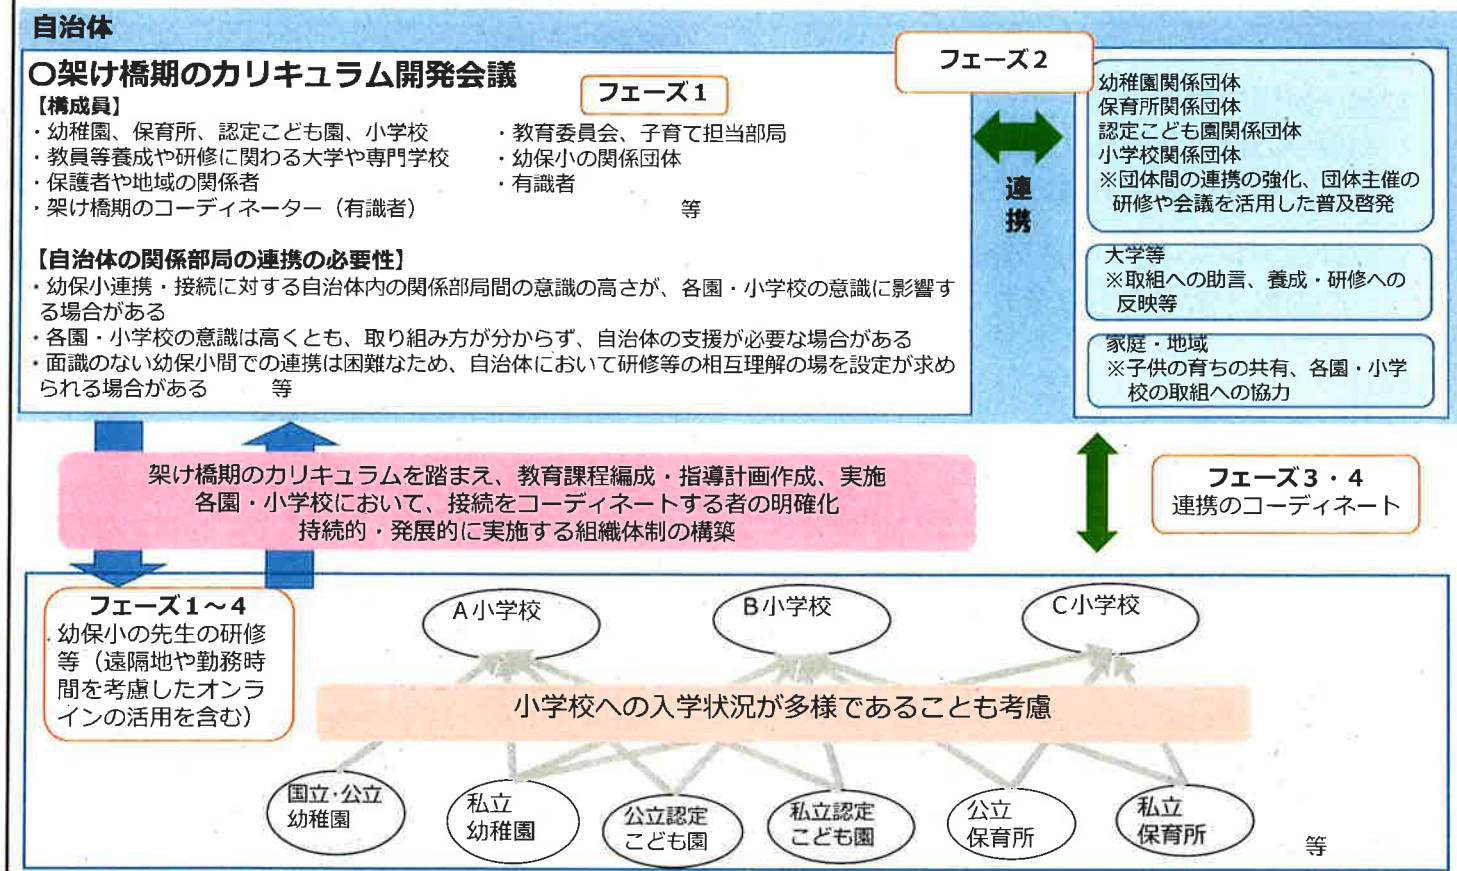 自治体
〇架け橋期のカリキュラム開発会議
フェーズ1
【構成員】
・幼稚園、保育所、認定こども園、小学校
・教員等養成や研修に関わる大学や専門学校
・保護者や地域の関係者
・架け橋期のコーディネーター（有識者）
・教育委員会、子育て担当部局
・幼保小の関係団体
・有識者
等
【自治体の関係部局の連携の必要性】
・幼保小連携・接続に対する自治体内の関係部局間の意識の高さが、各園・小学校の意識に影響す
る場合がある
・各園・小学校の意識は高くとも、取り組み方が分からず、自治体の支援が必要な場合がある
・面識のない幼保小間での連携は困難なため、自治体において研修等の相互理解の場を設定が求め
られる場合がある　　　等
フェーズ2
連
携
幼稚園関係団体
保育所関係団体
認定こども園関係団体
小学校関係団体
※団体間の連携の強化、団体主催の
研修や会議を活用した普及啓発
大学等
※取組への助言、養成・研修への
反映等
家庭・地域
※子供の育ちの共有、各園・小学
校の取組への協力
架け橋期のカリキュラムを踏まえ、教育課程編成・指導計画作成、実施
各園・小学校において、接続をコーディネートする者の明確化
持続的・発展的に実施する組織体制の構築
フェーズ3・4
連携のコーディネート
フェーズ1～4
幼保小の先生の研修
等（遠隔地や勤務時
間を考慮したオンラ
インの活用を含む）
A小学校
B小学校
C小学校
小学校への入学状況が多様であることも考慮
国立・公立
幼稚園
私立
幼稚園
公立認定
こども園
私立認定
こども園
公立
保育所
私立
保育所
等